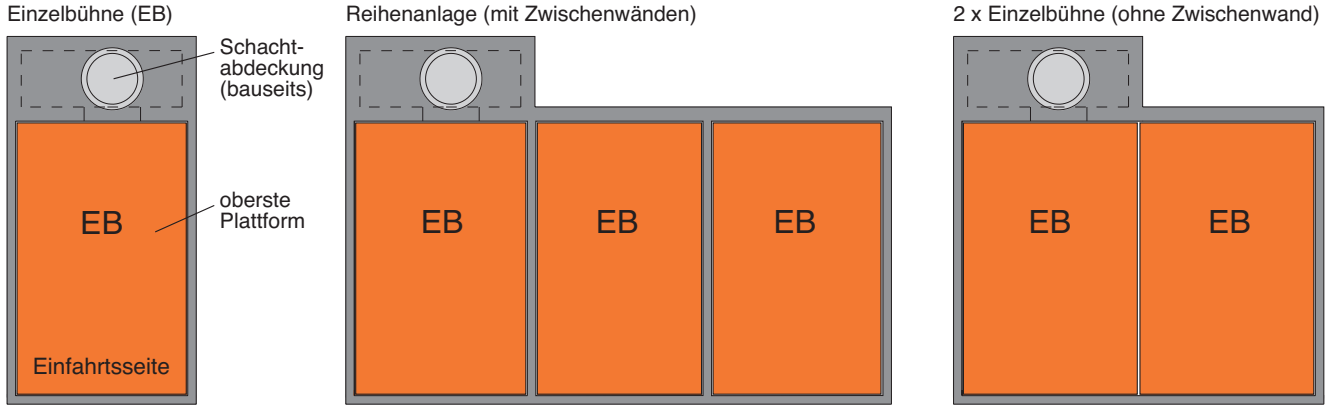 Einzelbühne (EB)
Schacht-
abdeckung
(bauseits)
oberste
Plattform
EB
Einfahrtsseite
Reihenanlage (mit Zwischenwänden)
EB
EB
EB
2 x Einzelbühne (ohne Zwischenwand)
EB
EB